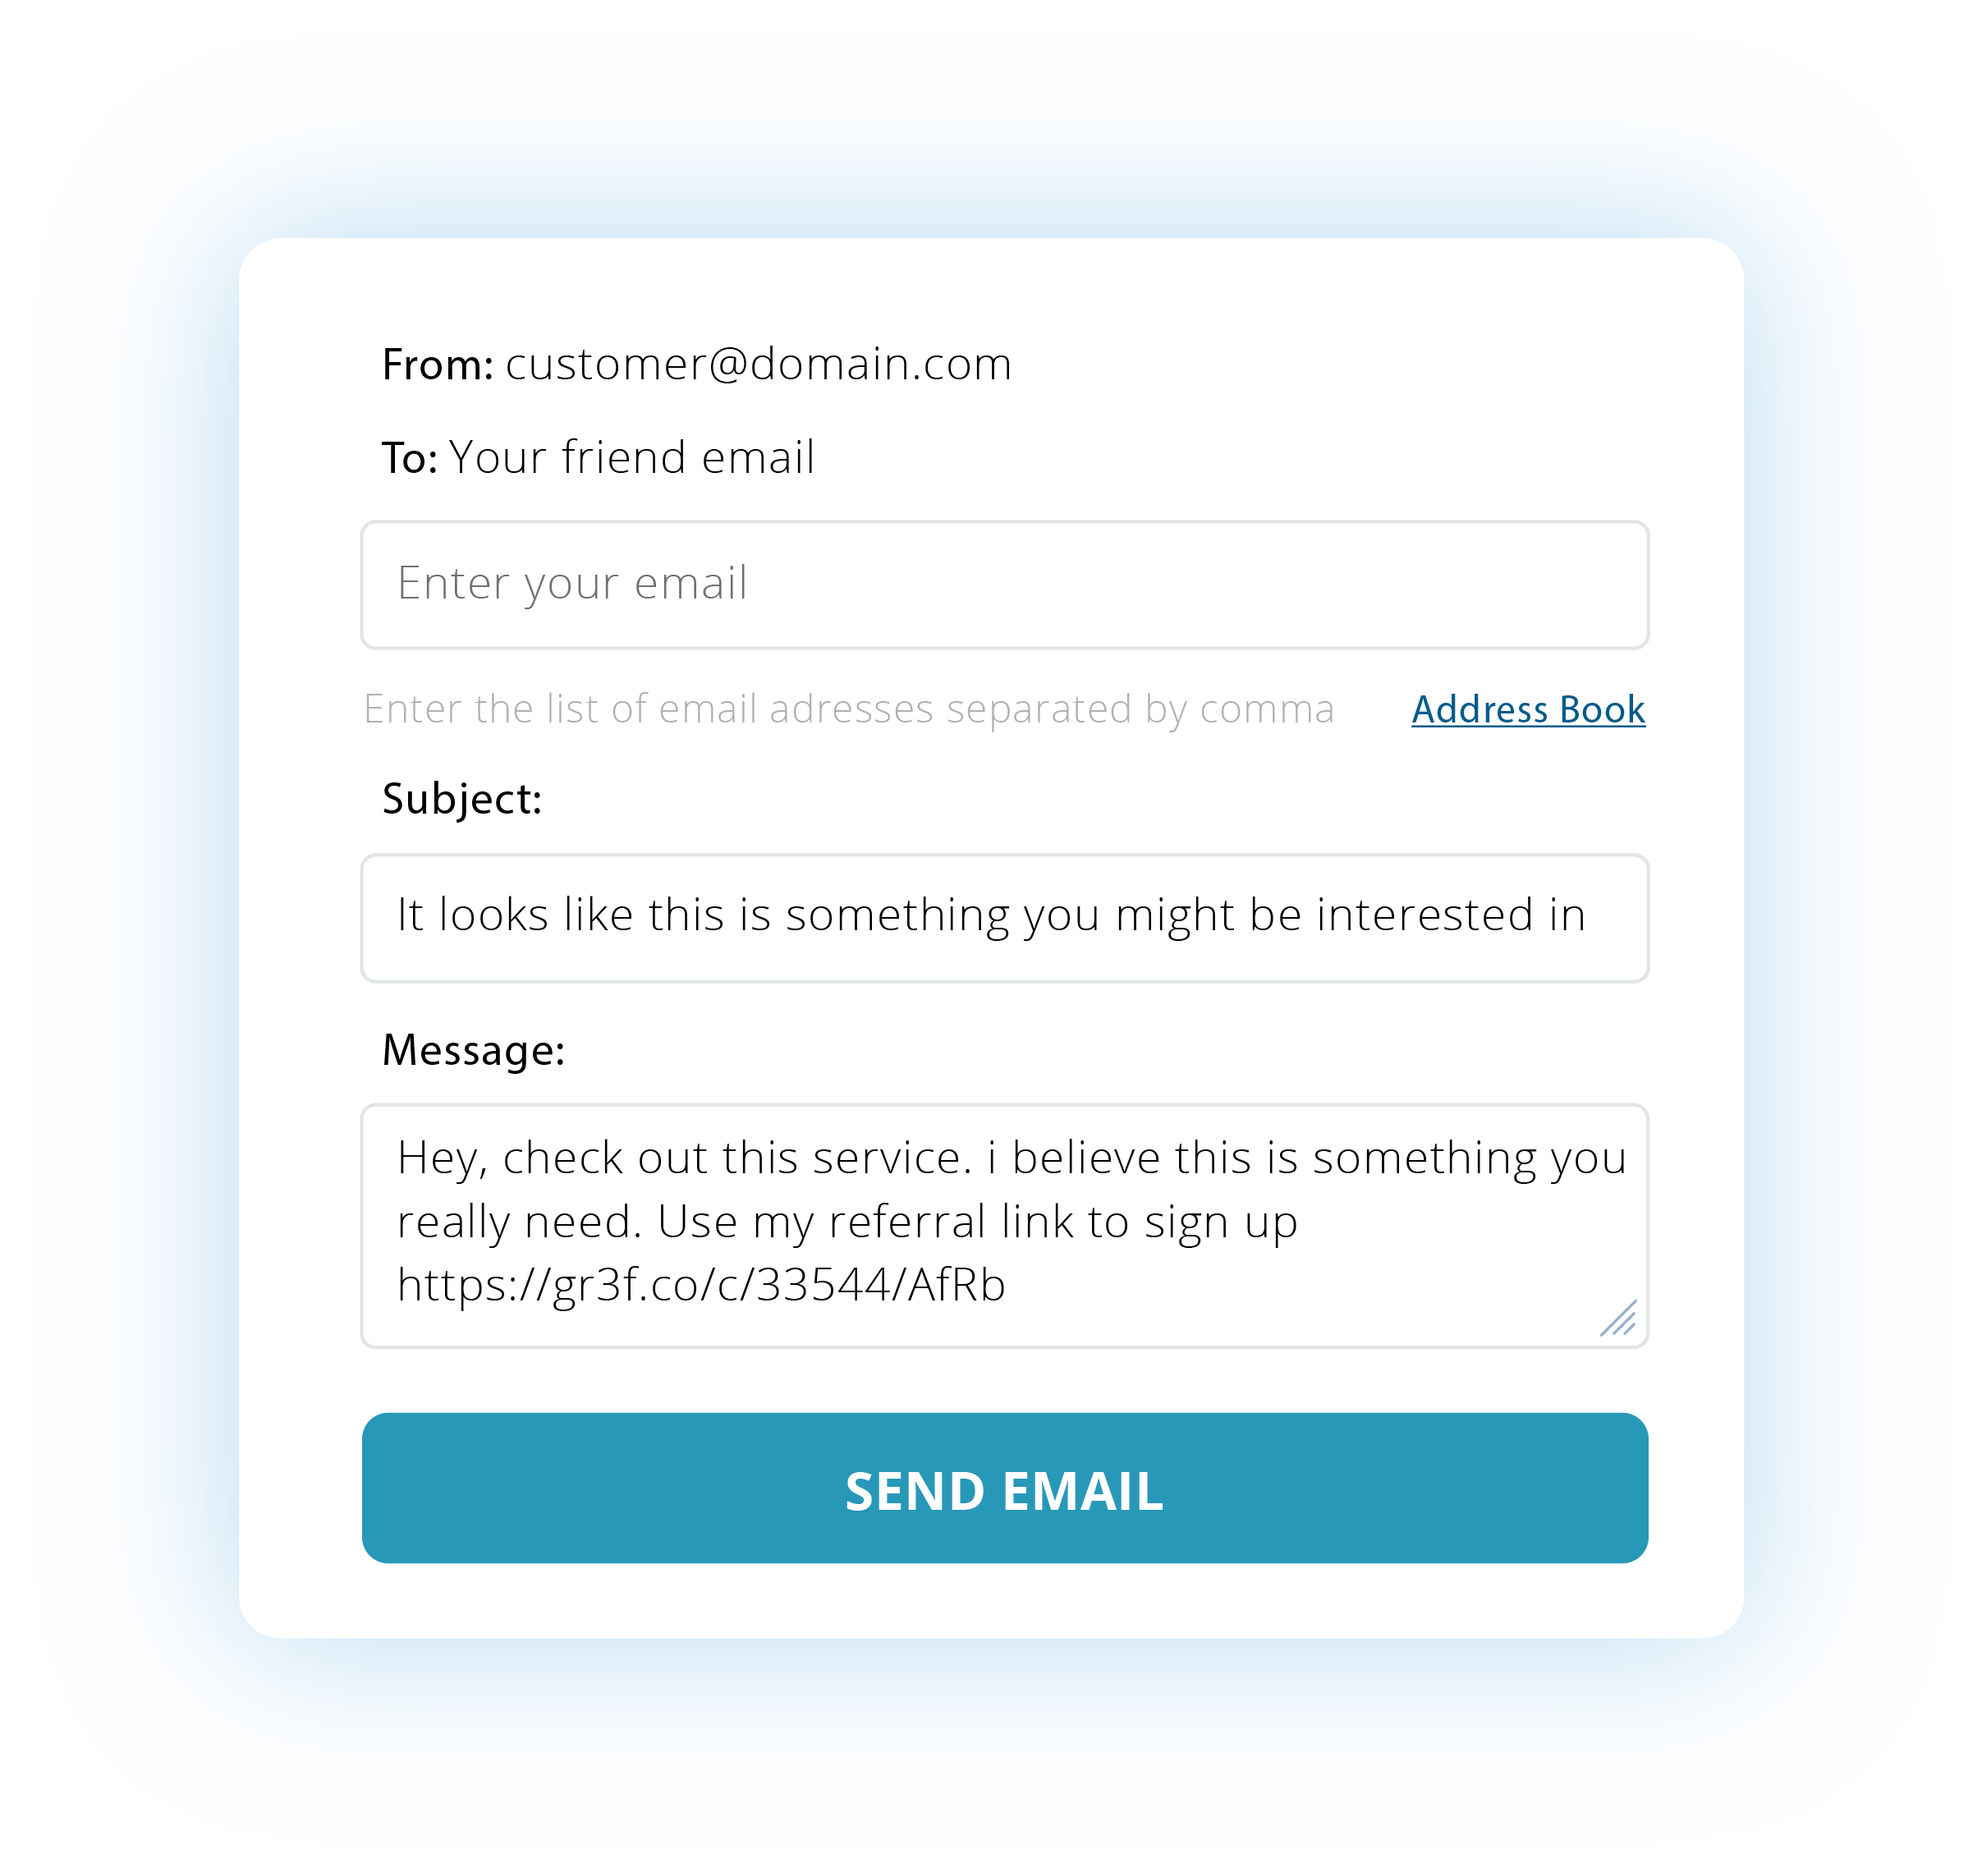 From: customer@domain.com
To: Your friend email
Enter your email
Enter the list of email adresses separated by comma Address Book
Subject:
It looks like this is something you might be interested in
Message:
Hey, check out this service. i believe this is something you
really need. Use my referral link to sign up
https://gr3f.co/c/33544/AfRb
SEND EMAIL